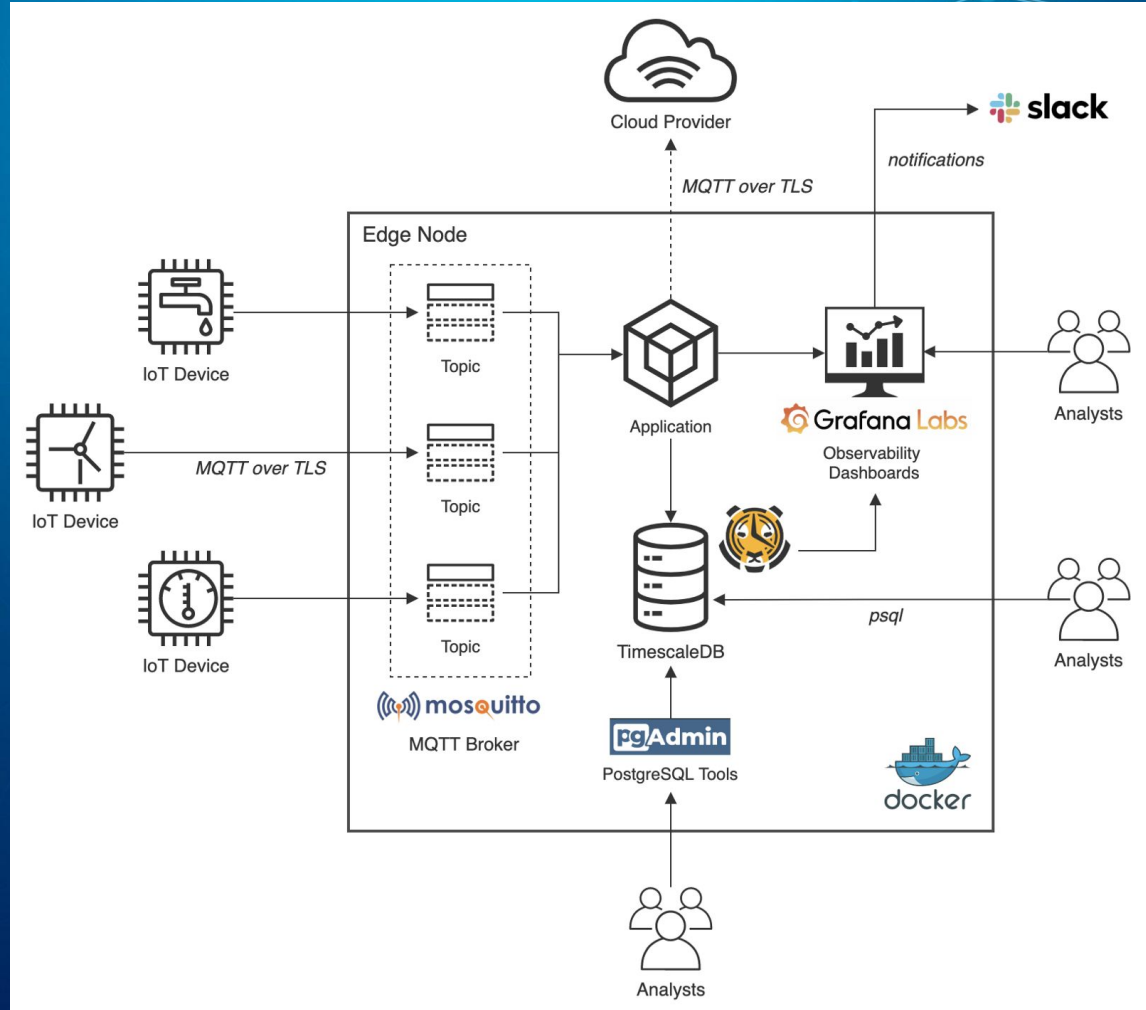 Cloud Provider
slack
notifications
MQTT over TLS
Edge Node
IoT Device
Topic
Application
Grafana Labs
Observability
Dashboards
Analysts
MQTT over TLS
IoT Device
Topic
psql
IoT Device
Topic
TimescaleDB
Analysts
mosquitto
MQTT Broker
pgAdmin
PostgreSQL Tools
docker
Analysts